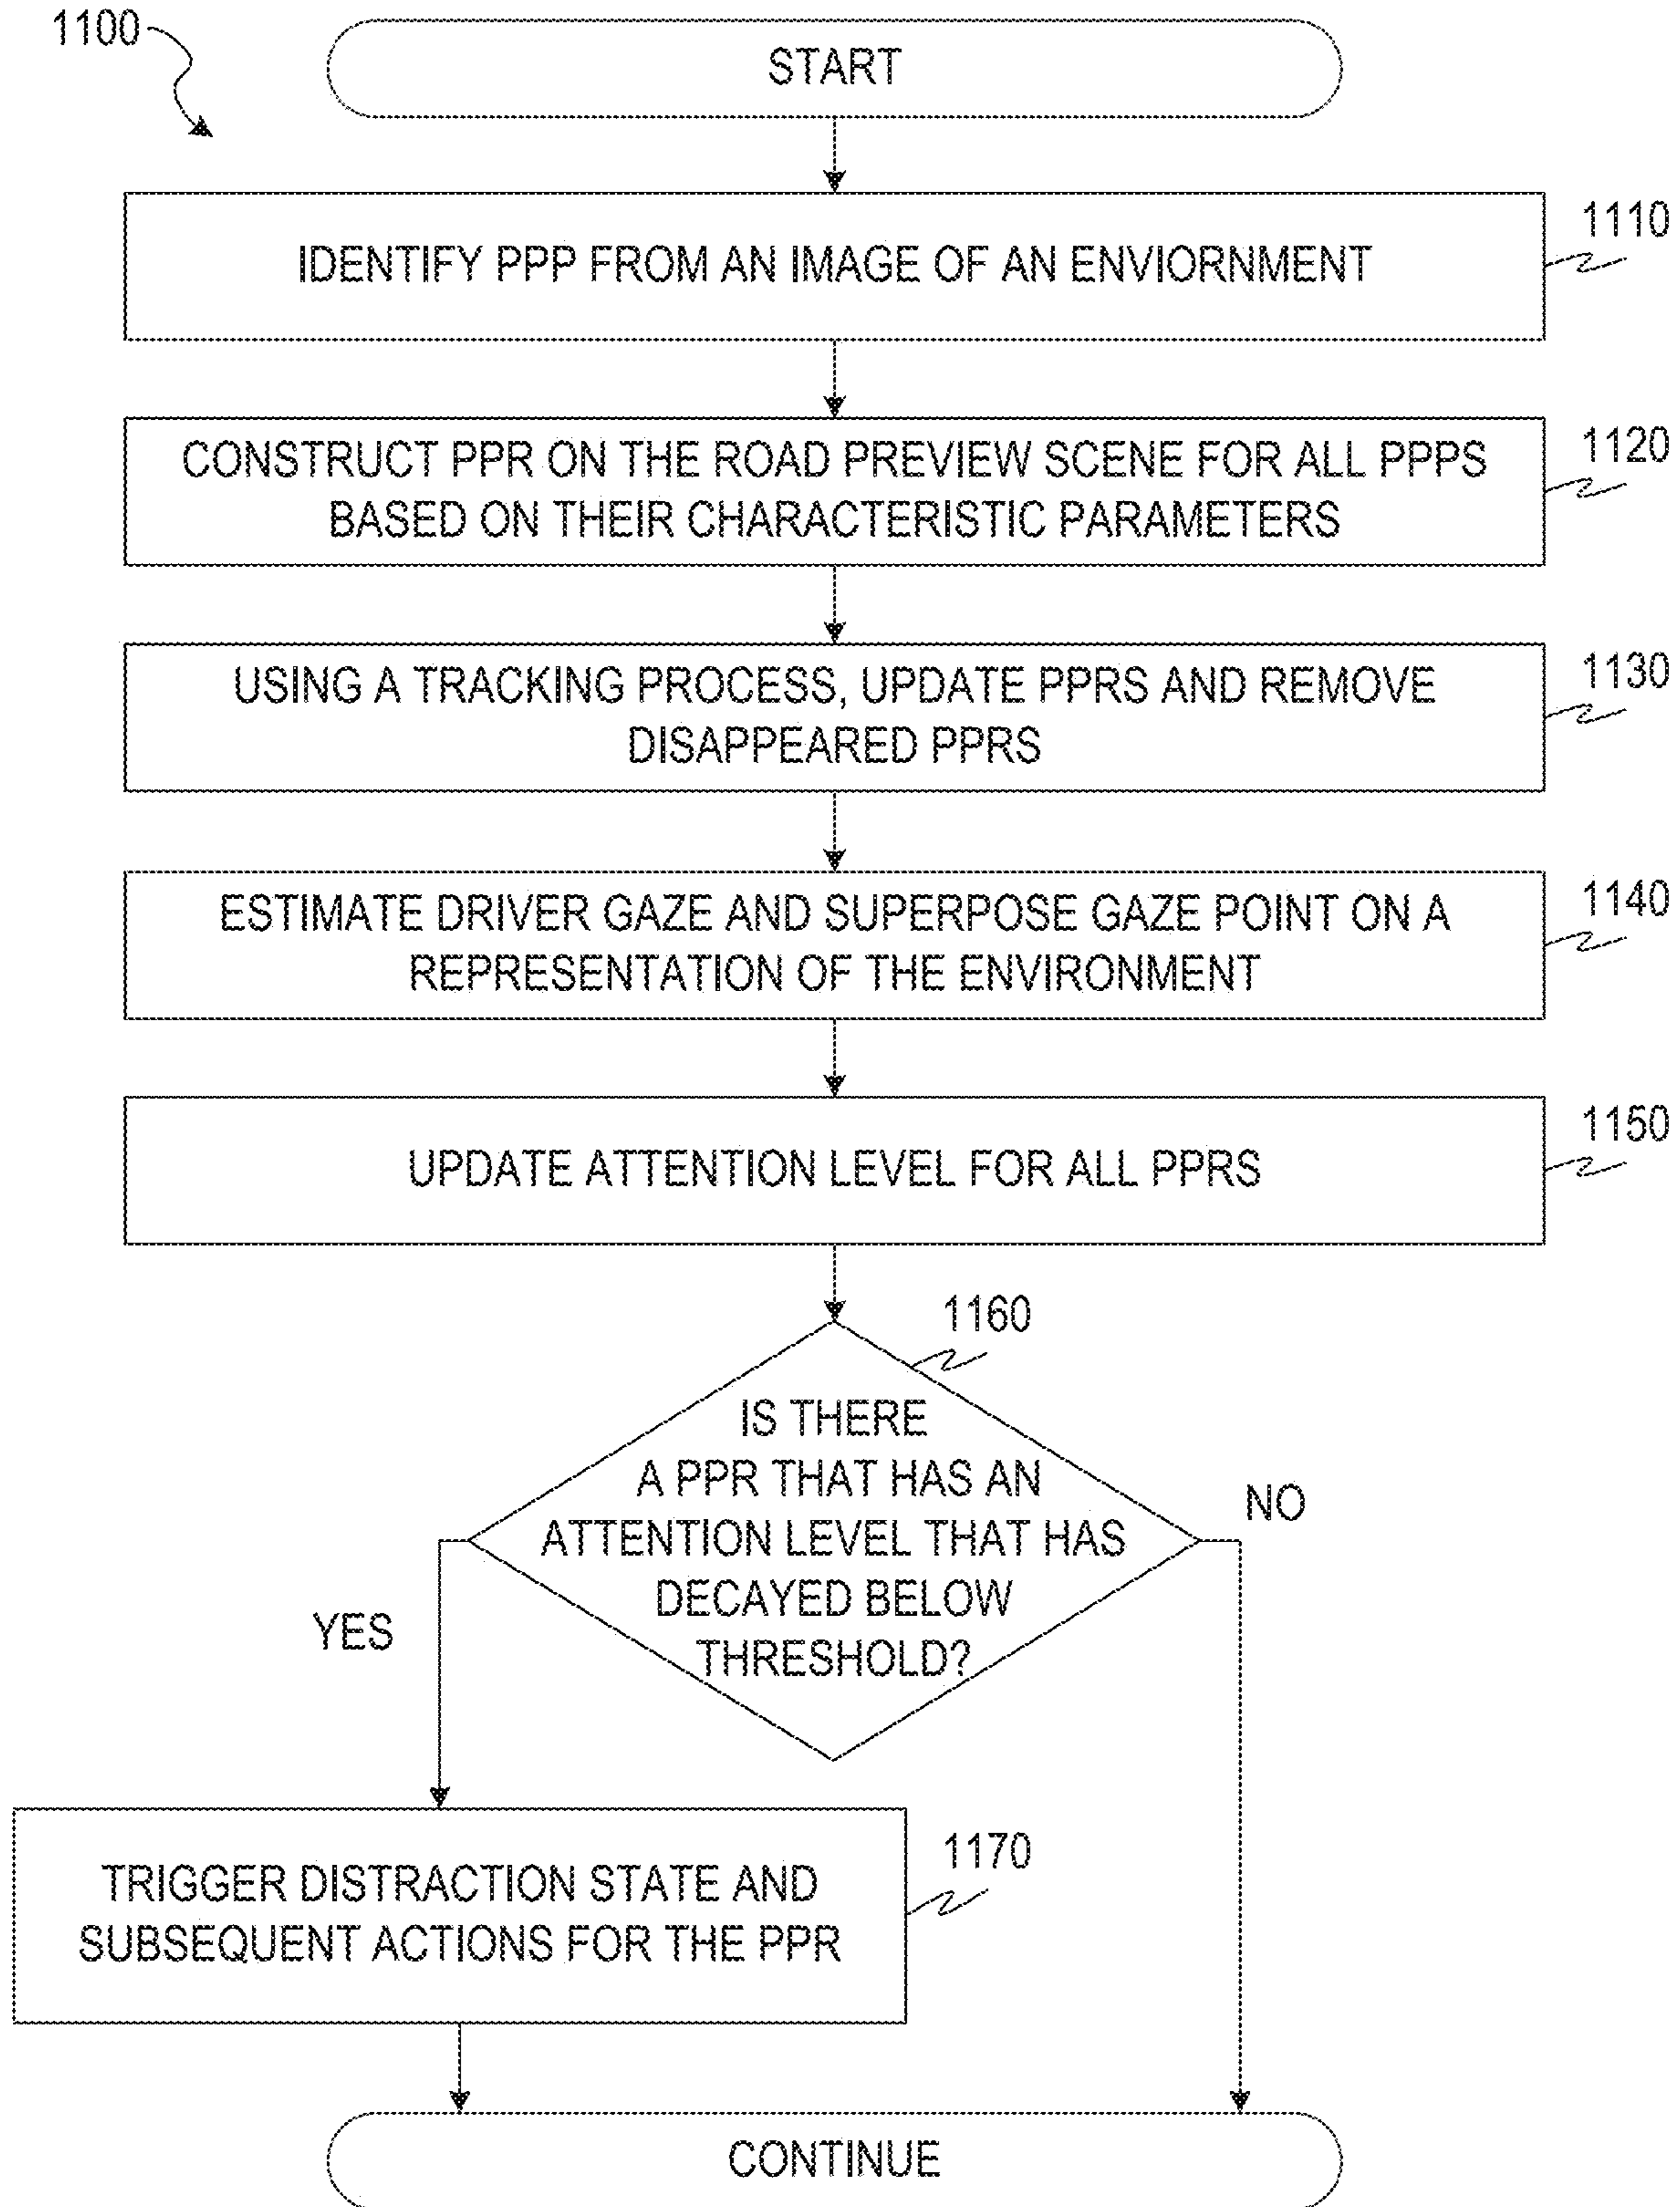 1100
START
1110
IDENTIFY PPP FROM AN IMAGE OF AN ENVIORNMENT
1120
CONSTRUCT PPR ON THE ROAD PREVIEW SCENE FOR ALL PPPS
BASED ON THEIR CHARACTERISTIC PARAMETERS
1130
USING A TRACKING PROCESS, UPDATE PPRS AND REMOVE
DISAPPEARED PPRS
1140
ESTIMATE DRIVER GAZE AND SUPERPOSE GAZE POINT ON A
REPRESENTATION OF THE ENVIRONMENT
1150
UPDATE ATTENTION LEVEL FOR ALL PPRS
1160
IS THERE
A PPR THAT HAS AN
ATTENTION LEVEL THAT HAS
DECAYED BELOW
THRESHOLD?
NO
YES
1170
TRIGGER DISTRACTION STATE AND
SUBSEQUENT ACTIONS FOR THE PPR
CONTINUE